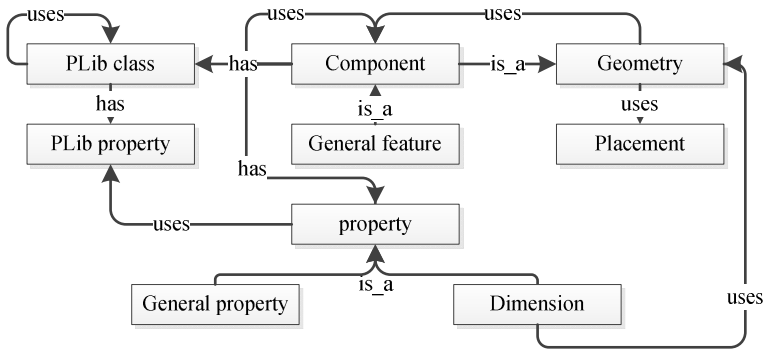 uses
uses
uses
PLib class
has
Component
is_a
Geometry
has
is_a
uses
PLib property
General feature
Placement
has
uses
property
is_a
General property
Dimension
uses